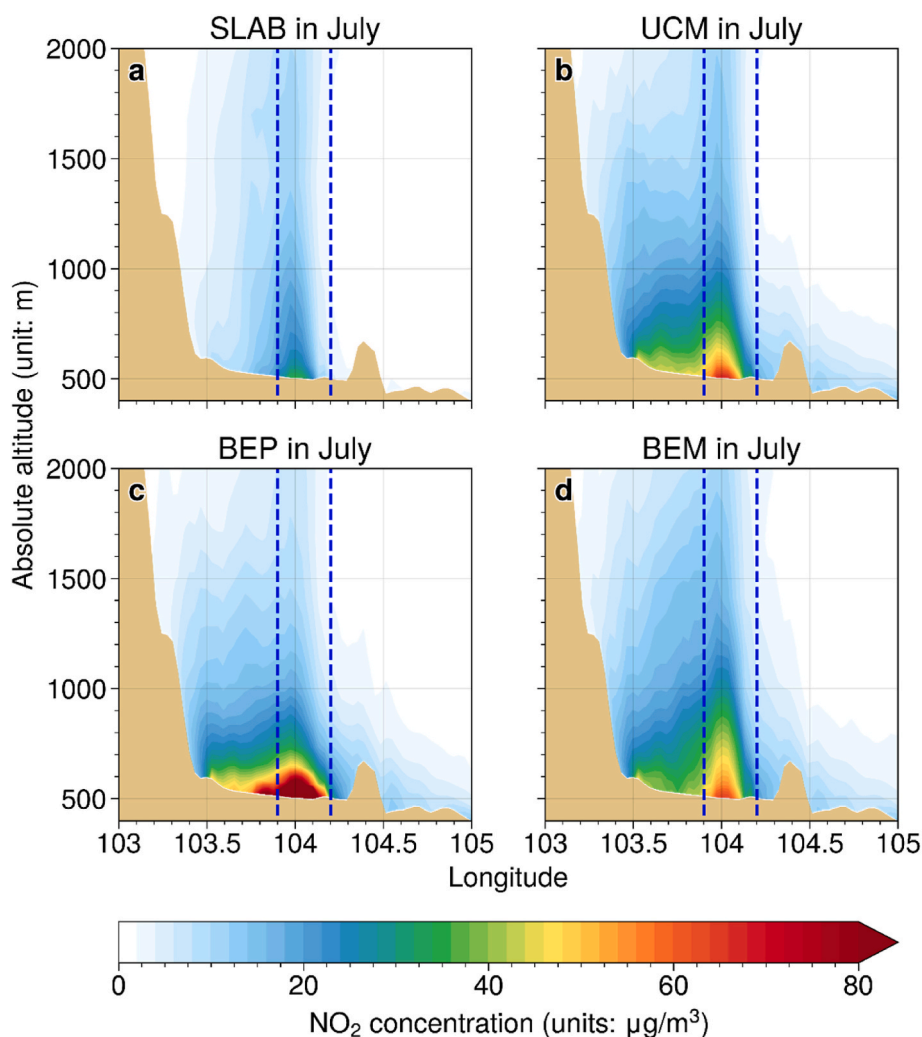 SLAB in July
UCM in July
a
b
2000
1500
1000
500
BEP in July
BEM in July
c
d
2000
1500
1000
500
Absolute altitude (unit: m)
103 103.5 104 104.5 103 103.5 104 104.5 105
Longitude
0 20 40 60 80
NO₂ concentration (units: μg/m³)